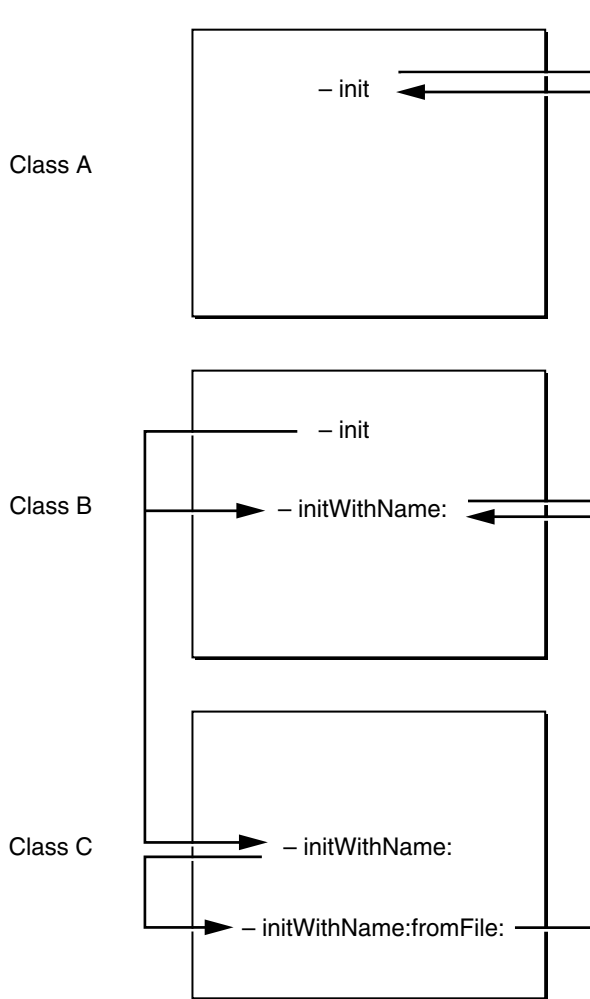 – init
Class A
– init
Class B
– initWithName:
Class C
– initWithName:
– initWithName:fromFile: